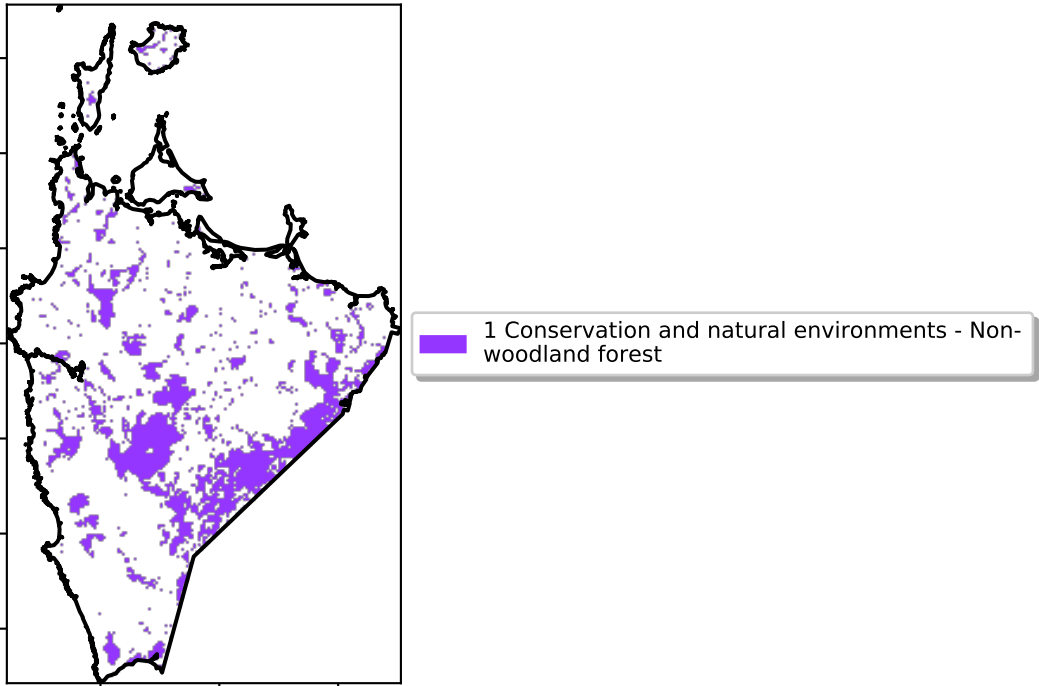 1 Conservation and natural environments - Non-
woodland forest